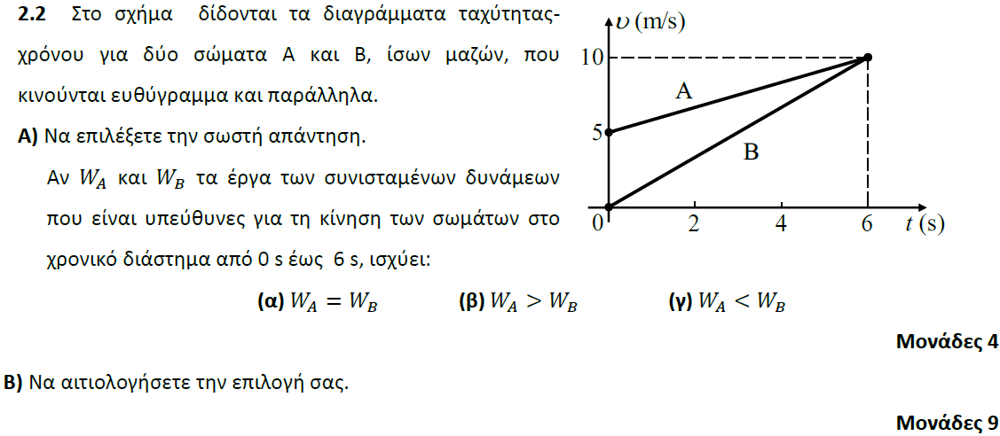 2.2 Στο σχήμα δίδονται τα διαγράμματα ταχύτητας-
χρόνου για δύο σώματα Α και Β, ίσων μαζών, που
κινούνται ευθύγραμμα και παράλληλα.
Α) Να επιλέξετε την σωστή απάντηση.
Αν W_A και W_B τα έργα των συνισταμένων δυνάμεων
που είναι υπεύθυνες για τη κίνηση των σωμάτων στο
χρονικό διάστημα από 0 s έως 6 s, ισχύει:
υ (m/s)
10
A
5
B
0 2 4 6 t (s)
(α) W_A = W_B (β) W_A > W_B (γ) W_A < W_B
Μονάδες 4
Β) Να αιτιολογήσετε την επιλογή σας.
Μονάδες 9